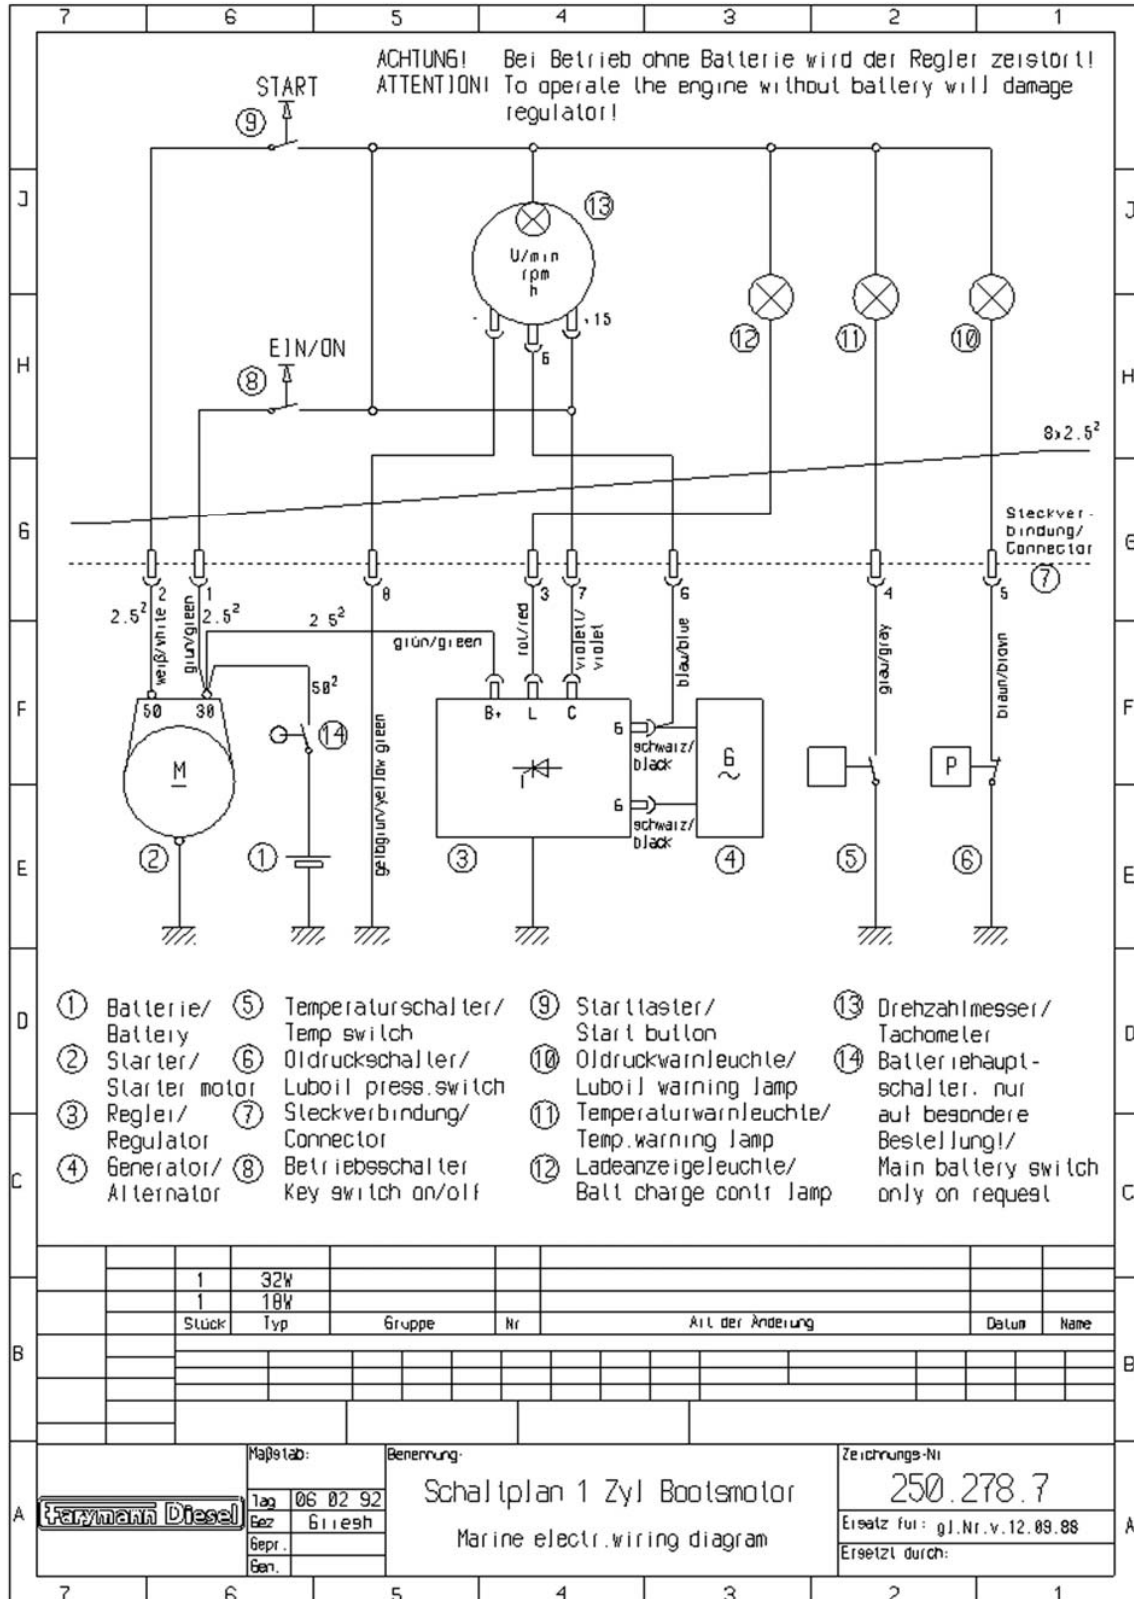 7 6 5 4 3 2 1
ACHTUNG! Bei Betrieb ohne Batterie wird der Regler zerstört!
ATTENTION! To operate the engine without battery will damage
regulator!
START
9
J
J
13
U/min
rpm
h
-
+15
6
12
11
10
H
H
EIN/ON
8
8x2.5²
G
G
Steckver-
bindung/
Connector
7
2 1 8 3 7 6 4 5
2.5² 2.5² 2.5²
weiß/white
grün/green
grün/green
rot/red
violett/
violet
blau/blue
grau/gray
braun/brown
gelbgrün/yellow green
F
F
50 30
50²
14
B+ L C
G
schwarz/
black
G
~
P
M
G
schwarz/
black
2
1
3
4
5
6
E
E
D
D
1 Batterie/
Battery
2 Starter/
Starter motor
3 Regler/
Regulator
4 Generator/
Alternator
5 Temperaturschalter/
Temp switch
6 Öldruckschalter/
Luboil press.switch
7 Steckverbindung/
Connector
8 Betriebsschalter
Key switch on/off
9 Starttaster/
Start button
10 Öldruckwarnleuchte/
Luboil warning lamp
11 Temperaturwarnleuchte/
Temp.warning lamp
12 Ladeanzeigeleuchte/
Batt charge contr lamp
13 Drehzahlmesser/
Tachometer
14 Batteriehaupt-
schalter. nur
auf besondere
Bestellung!/
Main battery switch
only on request
C
C
1 32W
1 18W
Stück Typ Gruppe Nr Art der Änderung Datum Name
B
B
A
A
farymann Diesel
Maßstab:
Tag 06 02 92
Gez Griesh
Gepr.
Gen.
Benennung.
Schaltplan 1 Zyl Bootsmotor
Marine electr.wiring diagram
Zeichnungs-Nr
250.278.7
Ersatz für: gl.Nr.v.12.09.88
Ersetzt durch:
7 6 5 4 3 2 1